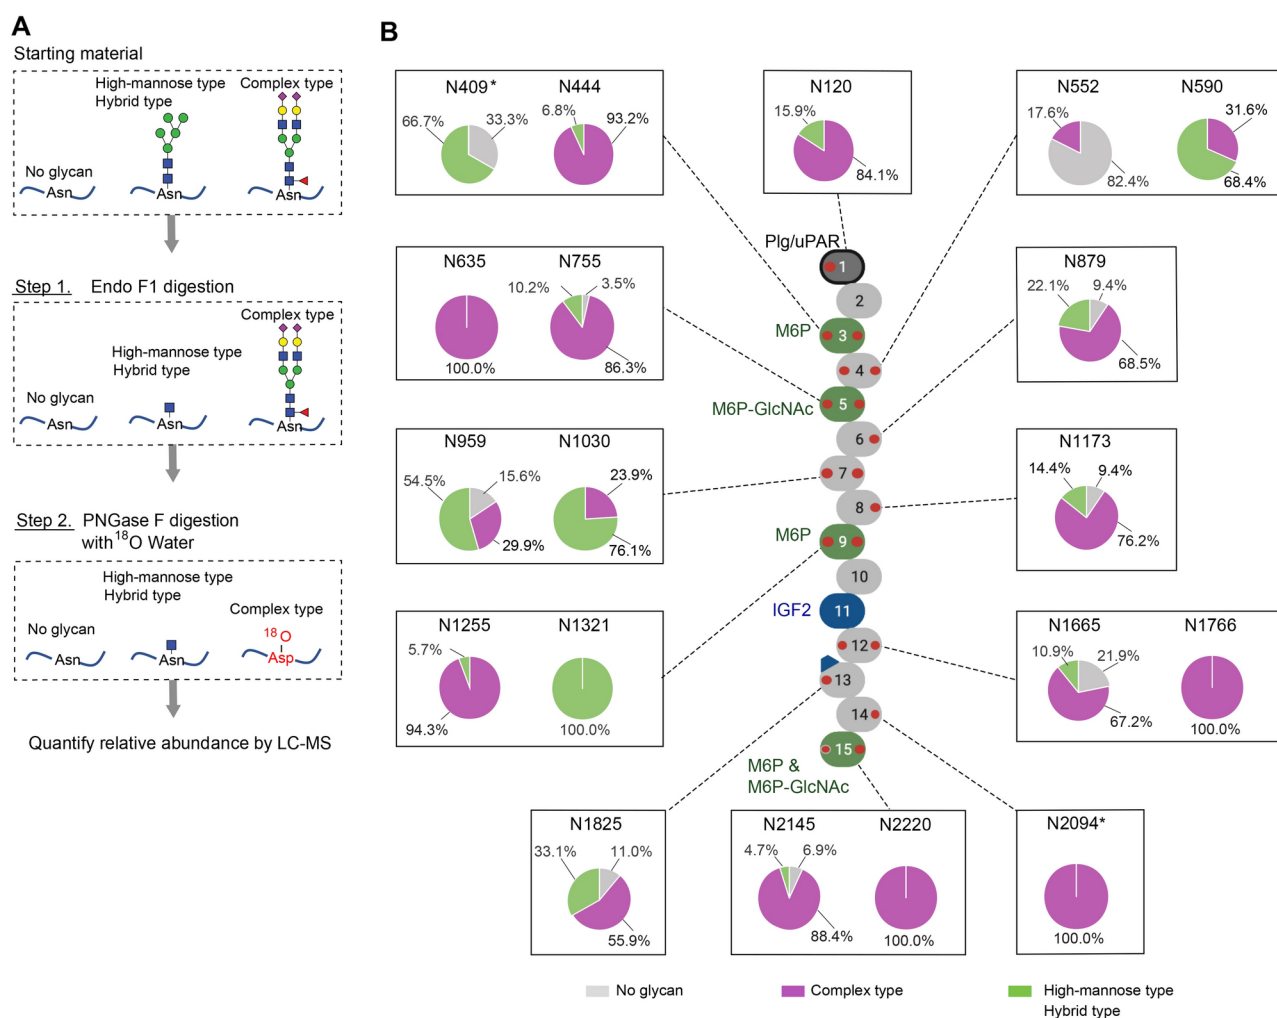 A
Starting material
High-mannose type
Hybrid type
Complex type
No glycan
Asn
Asn
Asn
Step 1. Endo F1 digestion
Complex type
High-mannose type
Hybrid type
No glycan
Asn
Asn
Asn
Step 2. PNGase F digestion
with 18O Water
High-mannose type
Hybrid type
Complex type
No glycan
18O
Asn
Asn
Asp
Quantify relative abundance by LC-MS
B
N409* N444
66.7% 33.3% 6.8% 93.2%
N120
15.9%
84.1%
N552 N590
17.6% 31.6%
82.4% 68.4%
N635 N755
10.2% 3.5%
100.0% 86.3%
N879
22.1% 9.4%
68.5%
N959 N1030
54.5% 15.6% 23.9%
29.9% 76.1%
N1173
14.4% 9.4%
76.2%
N1255 N1321
5.7%
94.3% 100.0%
N1665 N1766
10.9% 21.9%
67.2% 100.0%
Plg/uPAR
1
2
M6P
3
4
M6P-GlcNAc
5
6
7
8
M6P
9
10
IGF2
11
12
13
14
15
M6P &
M6P-GlcNAc
N1825
33.1% 11.0%
55.9%
N2145 N2220
4.7% 6.9%
88.4% 100.0%
N2094*
100.0%
No glycan
Complex type
High-mannose type
Hybrid type